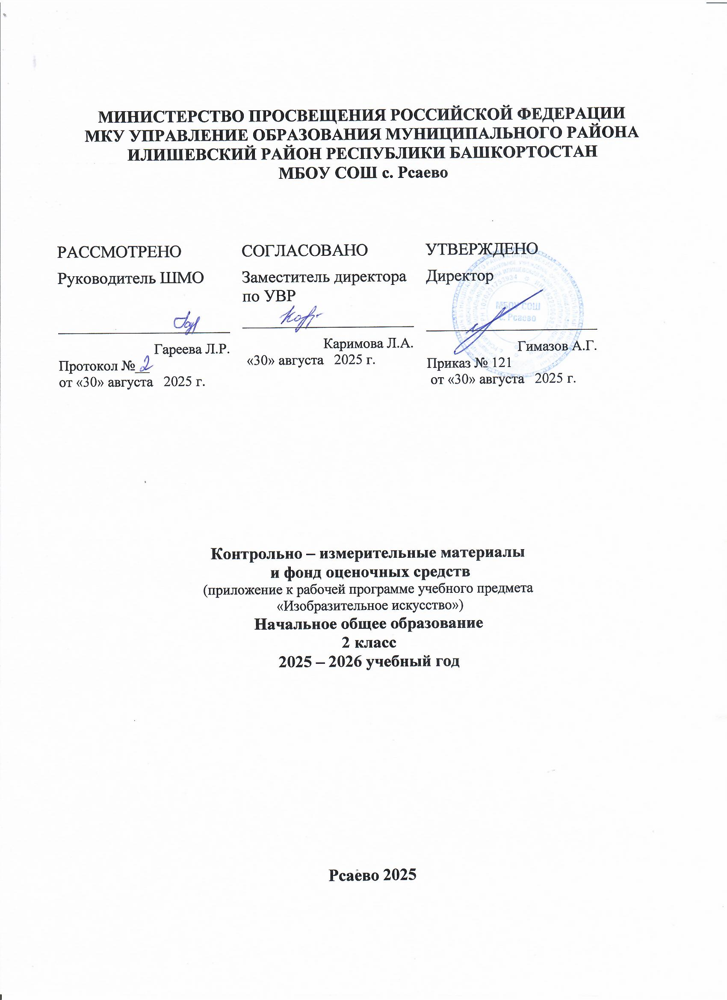 МИНИСТЕРСТВО ПРОСВЕЩЕНИЯ РОССИЙСКОЙ ФЕДЕРАЦИИ
МКУ УПРАВЛЕНИЕ ОБРАЗОВАНИЯ МУНИЦИПАЛЬНОГО РАЙОНА
ИЛИШЕВСКИЙ РАЙОН РЕСПУБЛИКИ БАШКОРТОСТАН
МБОУ СОШ с. Рсаево
РАССМОТРЕНО
Руководитель ШМО
Гареева Л.Р.
Протокол № 2
от «30» августа 2025 г.
СОГЛАСОВАНО
Заместитель директора
по УВР
Каримова Л.А.
«30» августа 2025 г.
УТВЕРЖДЕНО
Директор
МБОУ СОШ
с. Рсаево
Гимазов А.Г.
Приказ № 121
от «30» августа 2025 г.
Контрольно – измерительные материалы
и фонд оценочных средств
(приложение к рабочей программе учебного предмета
«Изобразительное искусство»)
Начальное общее образование
2 класс
2025 – 2026 учебный год
Рсаево 2025